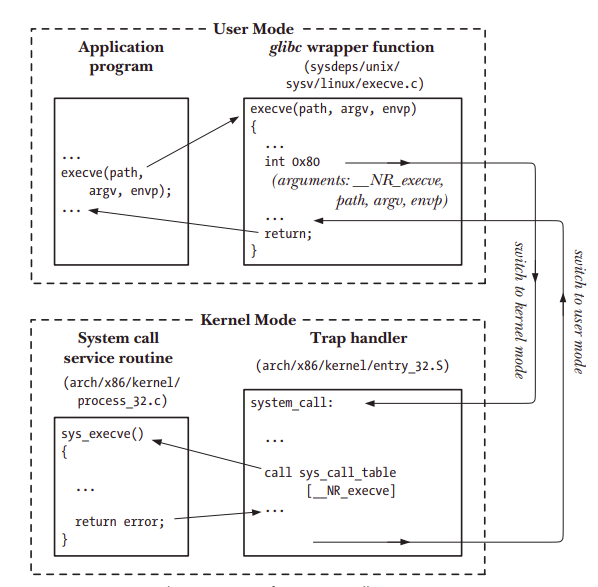 User Mode
Application
program
glibc wrapper function
(sysdeps/unix/
sysv/linux/execve.c)
...
execve(path,
argv, envp);
...
execve(path, argv, envp)
{
...
int 0x80
(arguments: __NR_execve,
path, argv, envp)
...
return;
}
switch to kernel mode
switch to user mode
Kernel Mode
System call
service routine
(arch/x86/kernel/
process_32.c)
Trap handler
(arch/x86/kernel/entry_32.S)
sys_execve()
{
...
return error;
}
system_call:
...
call sys_call_table
[__NR_execve]
...